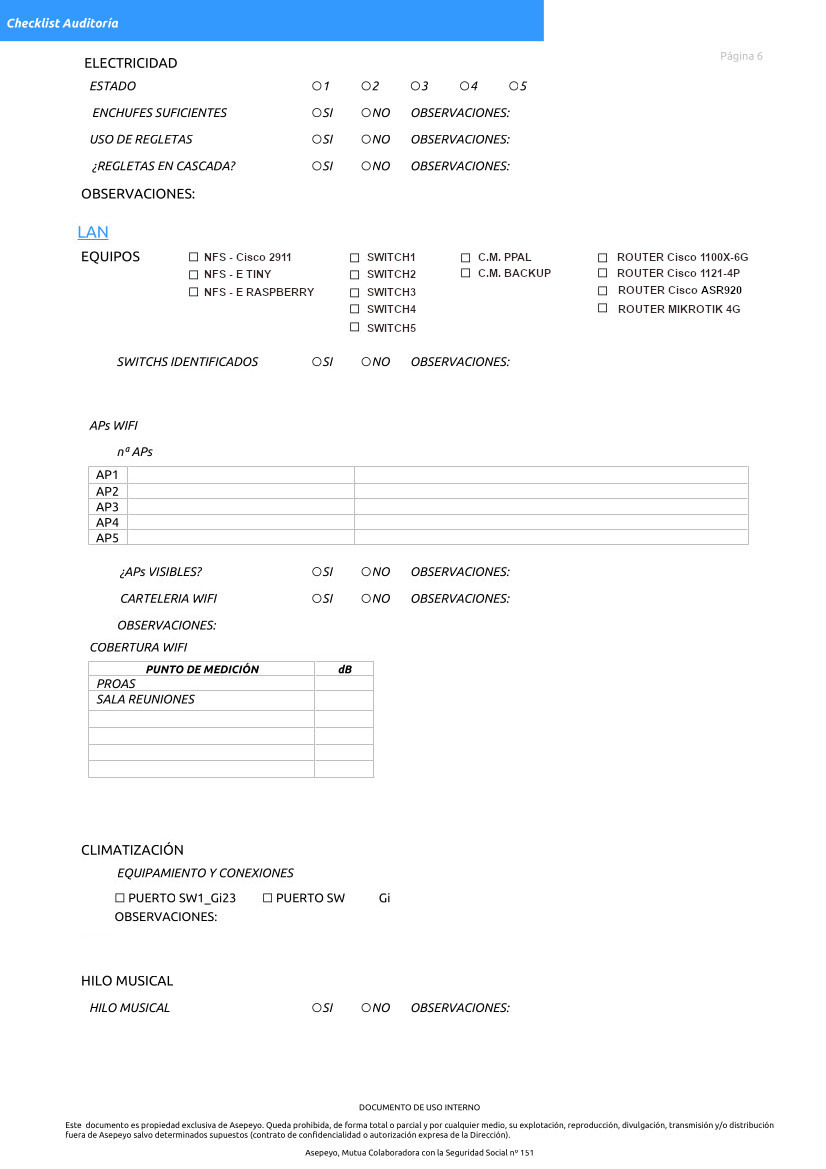 Checklist Auditoría
Página 6
ELECTRICIDAD
ESTADO ○1 ○2 ○3 ○4 ○5
ENCHUFES SUFICIENTES ○SI ○NO OBSERVACIONES:
USO DE REGLETAS ○SI ○NO OBSERVACIONES:
¿REGLETAS EN CASCADA? ○SI ○NO OBSERVACIONES:
OBSERVACIONES:
LAN
EQUIPOS ☐ NFS - Cisco 2911 ☐ SWITCH1 ☐ C.M. PPAL ☐ ROUTER Cisco 1100X-6G
☐ NFS - E TINY ☐ SWITCH2 ☐ C.M. BACKUP ☐ ROUTER Cisco 1121-4P
☐ NFS - E RASPBERRY ☐ SWITCH3 ☐ ROUTER Cisco ASR920
☐ SWITCH4 ☐ ROUTER MIKROTIK 4G
☐ SWITCH5
SWITCHS IDENTIFICADOS ○SI ○NO OBSERVACIONES:
APs WIFI
nª APs
AP1
AP2
AP3
AP4
AP5
¿APs VISIBLES? ○SI ○NO OBSERVACIONES:
CARTELERIA WIFI ○SI ○NO OBSERVACIONES:
OBSERVACIONES:
COBERTURA WIFI
PUNTO DE MEDICIÓN dB
PROAS
SALA REUNIONES
CLIMATIZACIÓN
EQUIPAMIENTO Y CONEXIONES
☐ PUERTO SW1_Gi23 ☐ PUERTO SW Gi
OBSERVACIONES:
HILO MUSICAL
HILO MUSICAL ○SI ○NO OBSERVACIONES:
DOCUMENTO DE USO INTERNO
Este documento es propiedad exclusiva de Asepeyo. Queda prohibida, de forma total o parcial y por cualquier medio, su explotación, reproducción, divulgación, transmisión y/o distribución
fuera de Asepeyo salvo determinados supuestos (contrato de confidencialidad o autorización expresa de la Dirección).
Asepeyo, Mutua Colaboradora con la Seguridad Social nº 151